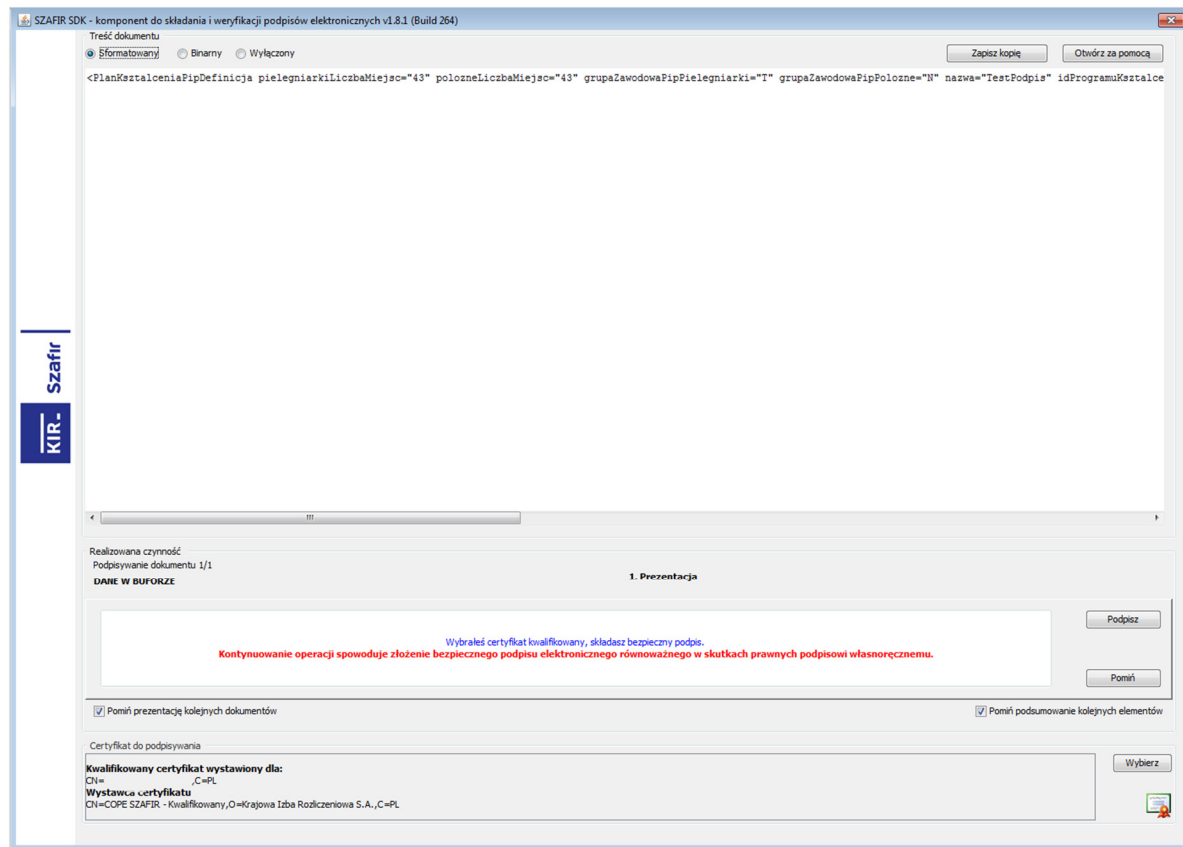 SZAFIR SDK - komponent do składania i weryfikacji podpisów elektronicznych v1.8.1 (Build 264)
Treść dokumentu
Sformatowany Binarny Wyłączony Zapisz kopię Otwórz za pomocą
<PlanKsztalceniaPipDefinicja pielegniarkiLiczbaMiejsc="43" polozneLiczbaMiejsc="43" grupaZawodowaPipPielegniarki="T" grupaZawodowaPipPolozne="N" nazwa="TestPodpis" idProgramuKsztalce
Szafir
KIR.
Realizowana czynność
Podpisywanie dokumentu 1/1
DANE W BUFORZE
1. Prezentacja
Podpisz
Wybrałeś certyfikat kwalifikowany, składasz bezpieczny podpis.
Kontynuowanie operacji spowoduje złożenie bezpiecznego podpisu elektronicznego równoważnego w skutkach prawnych podpisowi własnoręcznemu.
Pomiń
Pomiń prezentację kolejnych dokumentów Pomiń podsumowanie kolejnych elementów
Certyfikat do podpisywania
Wybierz
Kwalifikowany certyfikat wystawiony dla:
CN= ,C=PL
Wystawca certyfikatu
CN=COPE SZAFIR - Kwalifikowany,O=Krajowa Izba Rozliczeniowa S.A.,C=PL